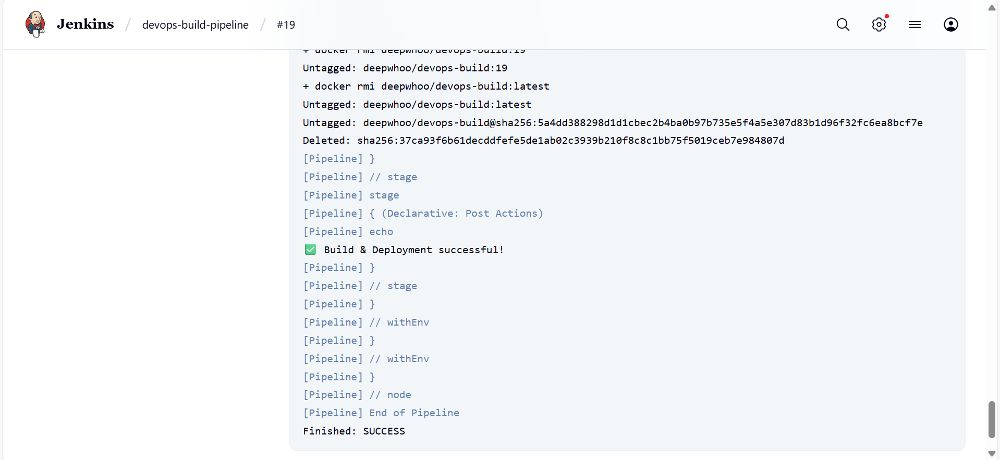 Jenkins / devops-build-pipeline / #19
+ docker rmi deepwhoo/devops-build:19
Untagged: deepwhoo/devops-build:19
+ docker rmi deepwhoo/devops-build:latest
Untagged: deepwhoo/devops-build:latest
Untagged: deepwhoo/devops-build@sha256:5a4dd388298d1d1cbec2b4ba0b97b735e5f4a5e307d83b1d96f32fc6ea8bcf7e
Deleted: sha256:37ca93f6b61decddfefe5de1ab02c3939b210f8c8c1bb75f5019ceb7e984807d
[Pipeline] }
[Pipeline] // stage
[Pipeline] stage
[Pipeline] { (Declarative: Post Actions)
[Pipeline] echo
✅ Build & Deployment successful!
[Pipeline] }
[Pipeline] // stage
[Pipeline] }
[Pipeline] // withEnv
[Pipeline] }
[Pipeline] // withEnv
[Pipeline] }
[Pipeline] // node
[Pipeline] End of Pipeline
Finished: SUCCESS